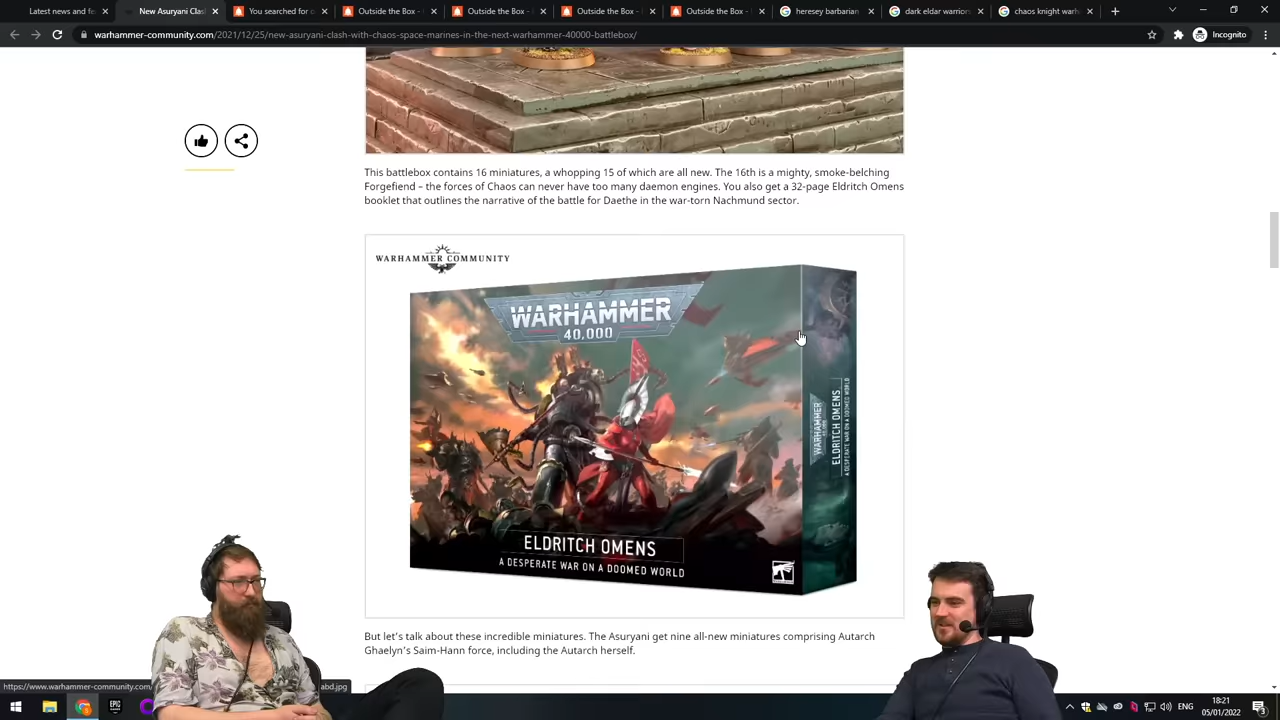 Latest news and fe
New Asuryani Clas
You searched for c
Outside the Box -
Outside the Box -
Outside the Box -
Outside the Box -
heresey barbarian
dark eldar warriors
chaos knight warh
warhammer-community.com/2021/12/25/new-asuryani-clash-with-chaos-space-marines-in-the-next-warhammer-40000-battlebox/
Incognito
This battlebox contains 16 miniatures, a whopping 15 of which are all new. The 16th is a mighty, smoke-belching
Forgefiend – the forces of Chaos can never have too many daemon engines. You also get a 32-page Eldritch Omens
booklet that outlines the narrative of the battle for Daethe in the war-torn Nachmund sector.
WARHAMMER COMMUNITY
WARHAMMER
40,000
ELDRITCH OMENS
A DESPERATE WAR ON A DOOMED WORLD
WARHAMMER
ELDRITCH OMENS
A DESPERATE WAR ON A DOOMED WORLD
But let's talk about these incredible miniatures. The Asuryani get nine all-new miniatures comprising Autarch
Ghaelyn's Saim-Hann force, including the Autarch herself.
https://www.warhammer-community.com/
abd.jpg
EPIC
ENG
18:21
05/01/2022